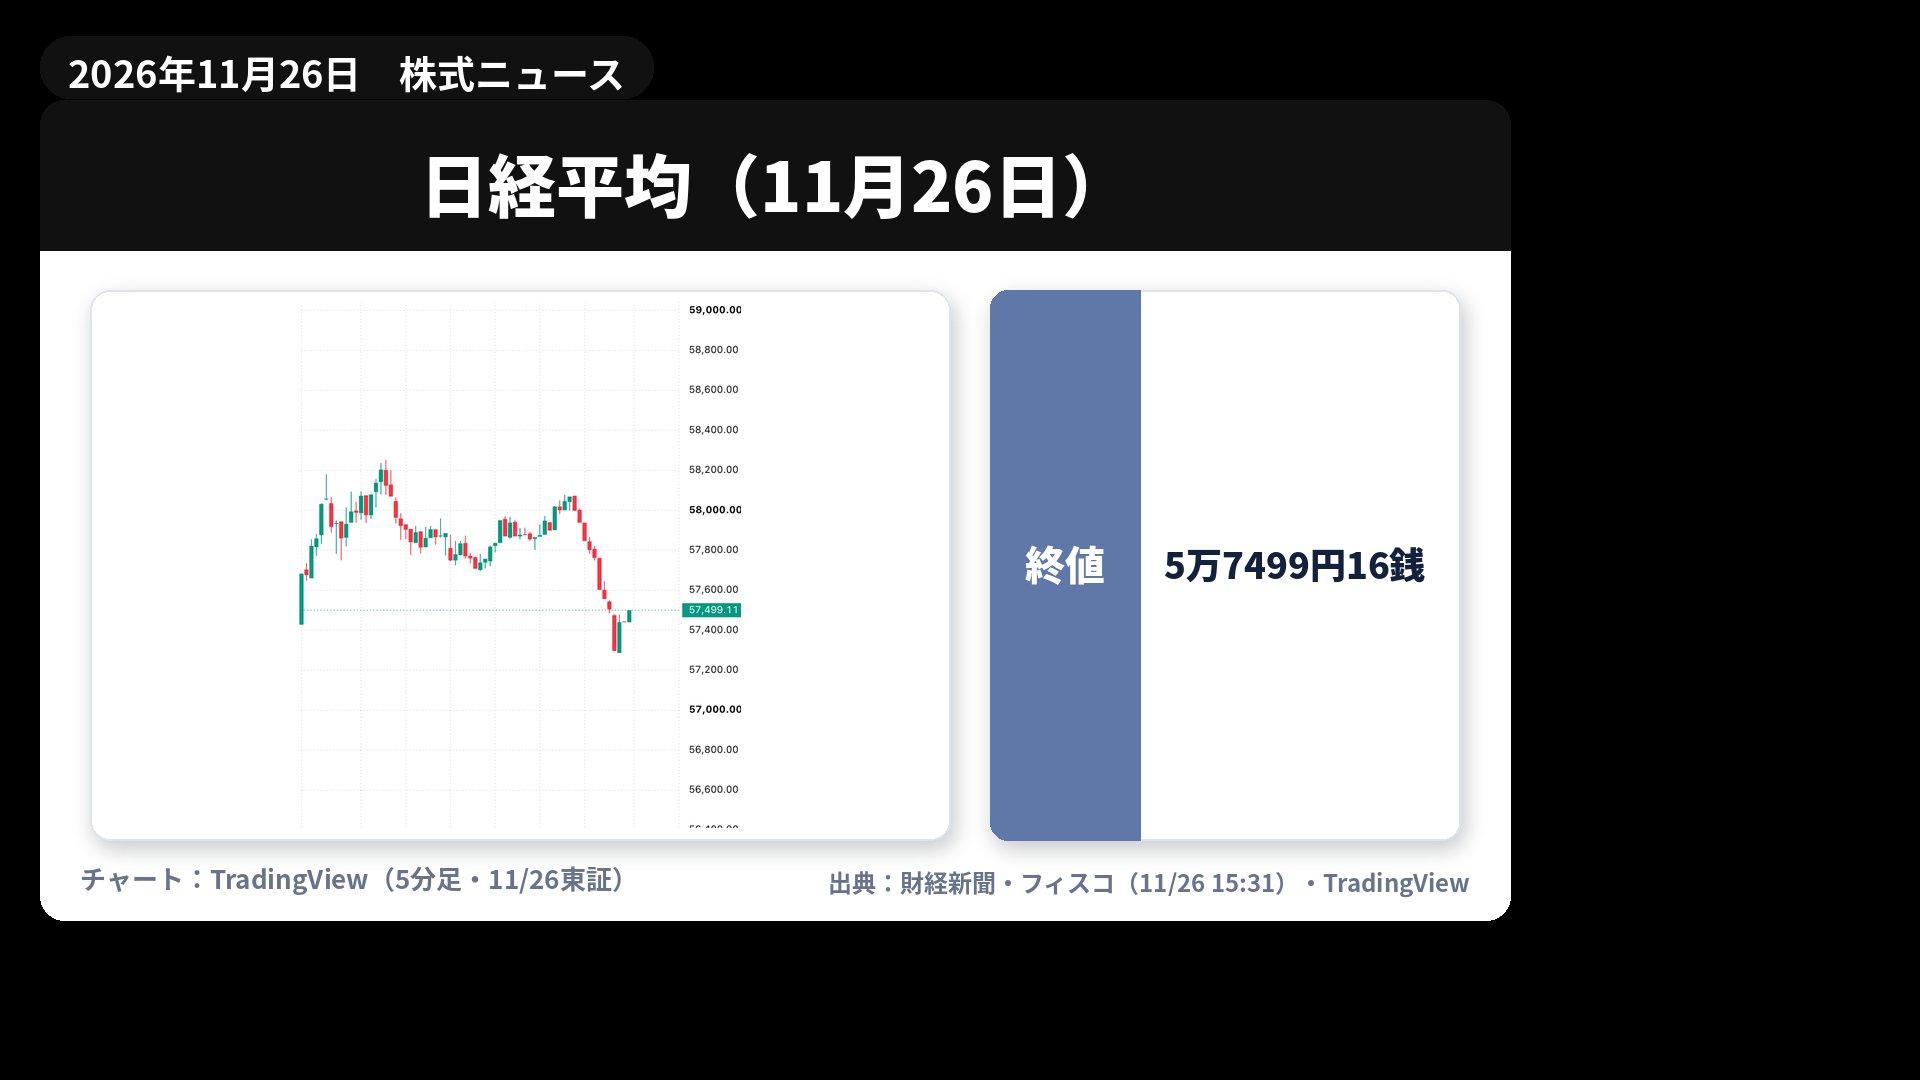 2026年11月26日　株式ニュース
日経平均（11月26日）
59,000.00
58,800.00
58,600.00
58,400.00
58,200.00
58,000.00
57,800.00
57,600.00
57,499.11
57,400.00
57,200.00
57,000.00
56,800.00
56,600.00
終値
5万7499円16銭
チャート：TradingView（5分足・11/26東証）
出典：財経新聞・フィスコ（11/26 15:31）・TradingView